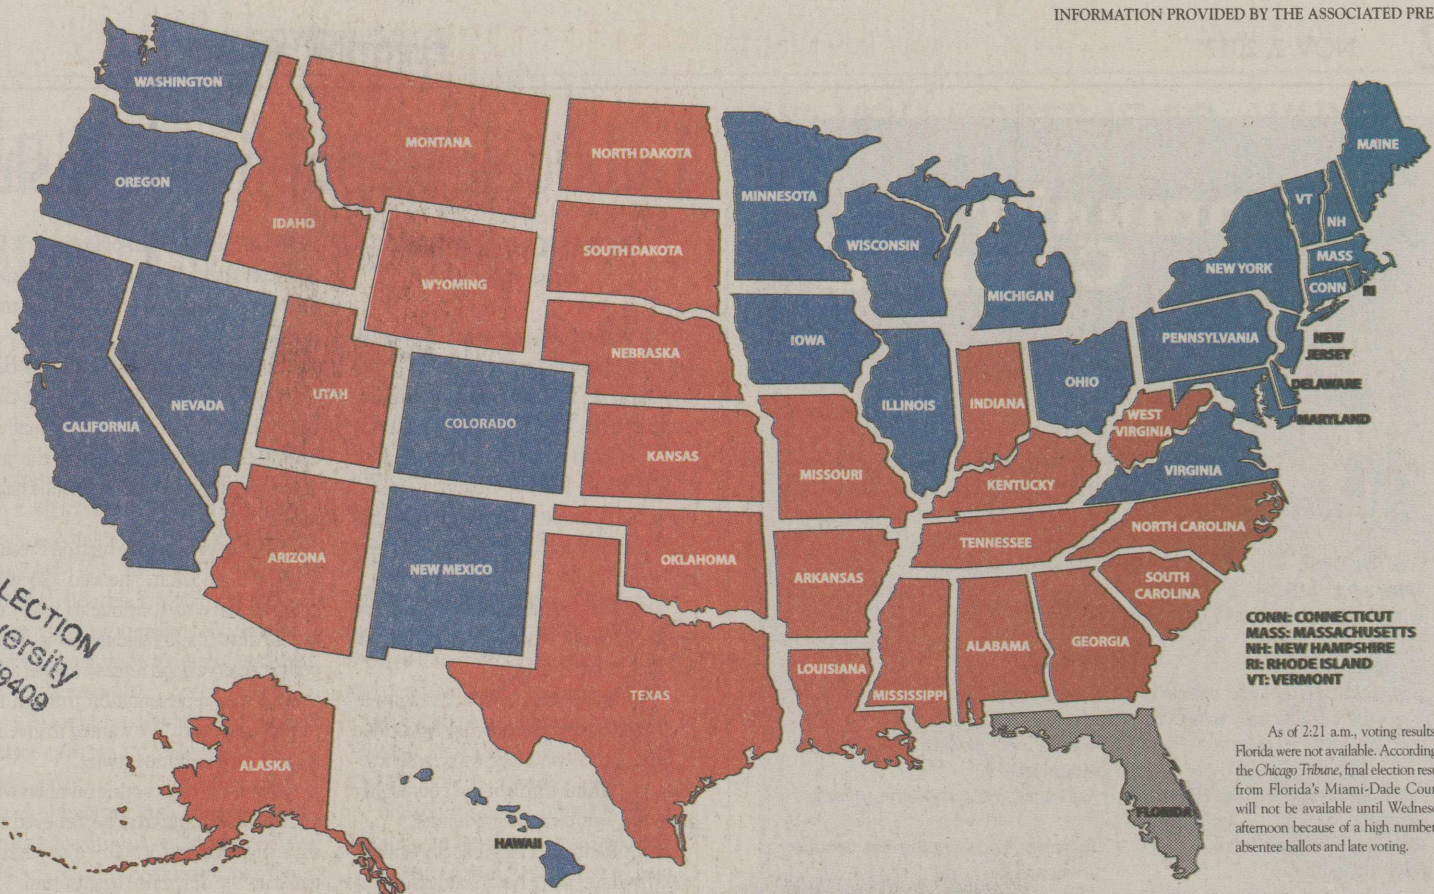 INFORMATION PROVIDED BY THE ASSOCIATED PRE
WASHINGTON
MONTANA
MAINE
NORTH DAKOTA
OREGON
MINNESOTA
VT
IDAHO
NH
WISCONSIN
SOUTH DAKOTA
MASS
NEW YORK
WYOMING
CONN
RI
MICHIGAN
IOWA
PENNSYLVANIA
NEW
JERSEY
NEBRASKA
OHIO
DELAWARE
UTAH
NEVADA
ILLINOIS
INDIANA
WEST
VIRGINIA
MARYLAND
COLORADO
CALIFORNIA
KANSAS
MISSOURI
VIRGINIA
KENTUCKY
NORTH CAROLINA
TENNESSEE
ARIZONA
OKLAHOMA
NEW MEXICO
ARKANSAS
SOUTH
CAROLINA
LECTION
versity
9409
CONN: CONNECTICUT
MASS: MASSACHUSETTS
NH: NEW HAMPSHIRE
RI: RHODE ISLAND
VT: VERMONT
ALABAMA
GEORGIA
LOUISIANA
MISSISSIPPI
TEXAS
ALASKA
FLORIDA
HAWAII
As of 2:21 a.m., voting results
Florida were not available. According
the Chicago Tribune, final election resu
from Florida's Miami-Dade Coun
will not be available until Wednes
afternoon because of a high number
absentee ballots and late voting.